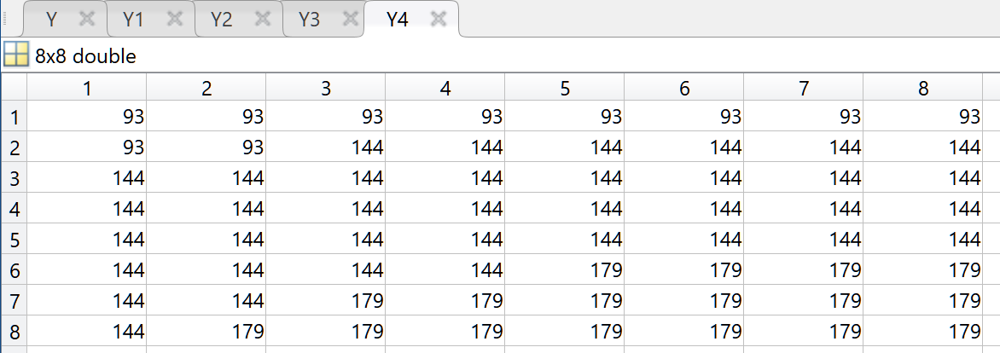 Y Y1 Y2 Y3 Y4
8x8 double
1 2 3 4 5 6 7 8
1 93 93 93 93 93 93 93 93
2 93 93 144 144 144 144 144 144
3 144 144 144 144 144 144 144 144
4 144 144 144 144 144 144 144 144
5 144 144 144 144 144 144 144 144
6 144 144 144 144 179 179 179 179
7 144 144 179 179 179 179 179 179
8 144 179 179 179 179 179 179 179